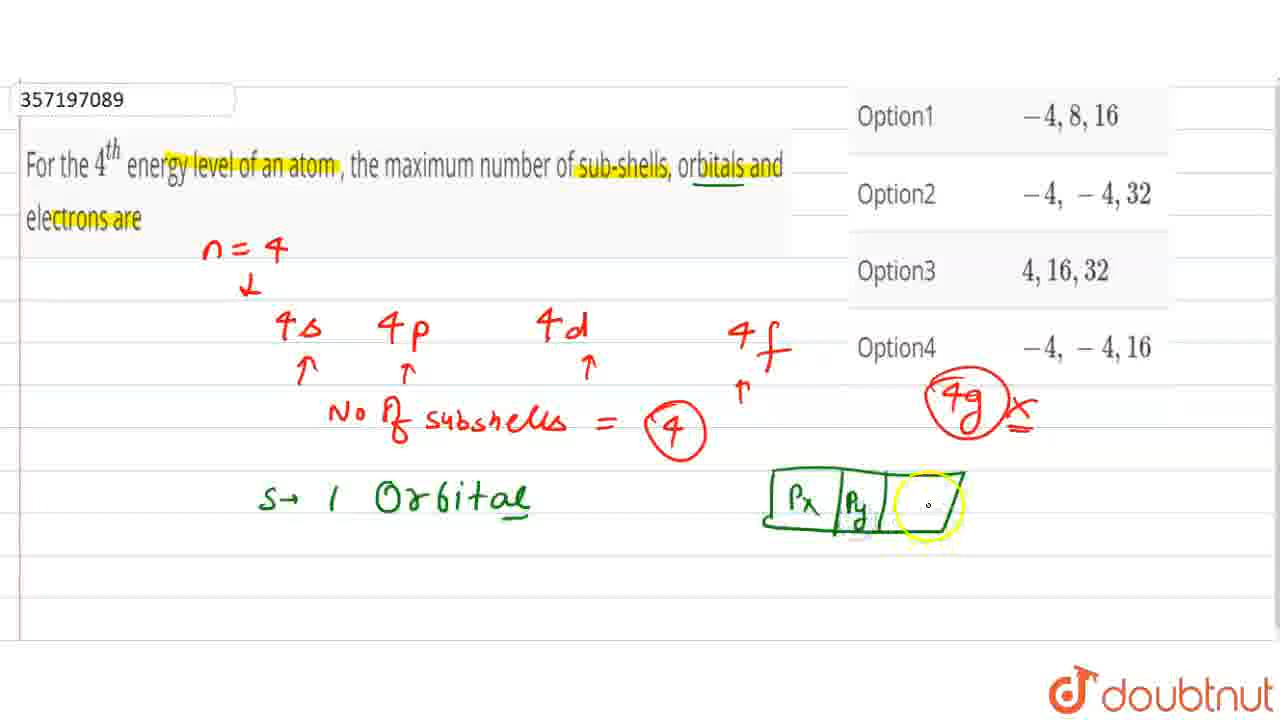 357197089
For the 4th energy level of an atom , the maximum number of sub-shells, orbitals and
electrons are
Option1 −4, 8, 16
Option2 −4, −4, 32
Option3 4, 16, 32
Option4 −4, −4, 16
n = 4
↓
4s 4p 4d 4f
↑ ↑ ↑ ↑
4g x
No of subshells = 4
s→ 1 Orbital
Px Py
doubtnut